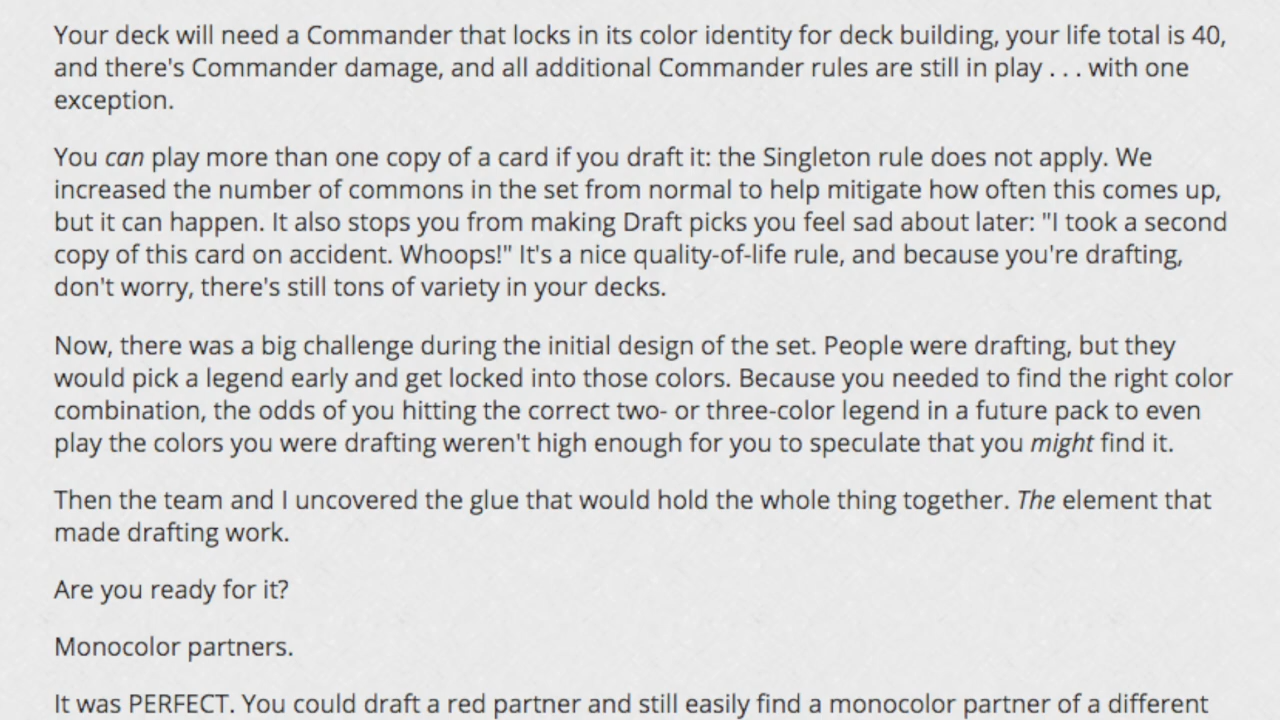 Your deck will need a Commander that locks in its color identity for deck building, your life total is 40,
and there's Commander damage, and all additional Commander rules are still in play . . . with one
exception.
You can play more than one copy of a card if you draft it: the Singleton rule does not apply. We
increased the number of commons in the set from normal to help mitigate how often this comes up,
but it can happen. It also stops you from making Draft picks you feel sad about later: "I took a second
copy of this card on accident. Whoops!" It's a nice quality-of-life rule, and because you're drafting,
don't worry, there's still tons of variety in your decks.
Now, there was a big challenge during the initial design of the set. People were drafting, but they
would pick a legend early and get locked into those colors. Because you needed to find the right color
combination, the odds of you hitting the correct two- or three-color legend in a future pack to even
play the colors you were drafting weren't high enough for you to speculate that you might find it.
Then the team and I uncovered the glue that would hold the whole thing together. The element that
made drafting work.
Are you ready for it?
Monocolor partners.
It was PERFECT. You could draft a red partner and still easily find a monocolor partner of a different